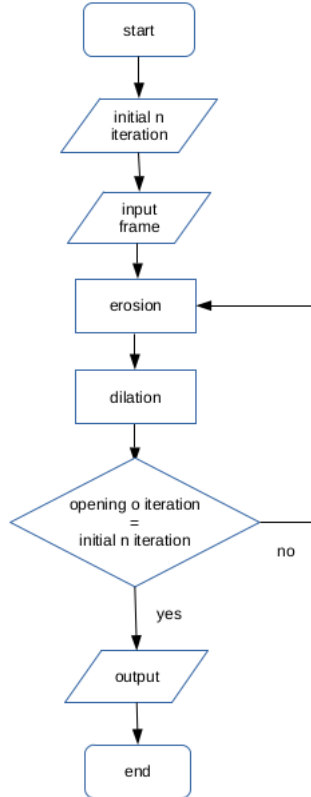 start
initial n
iteration
input
frame
erosion
dilation
opening o iteration
=
initial n iteration
no
yes
output
end